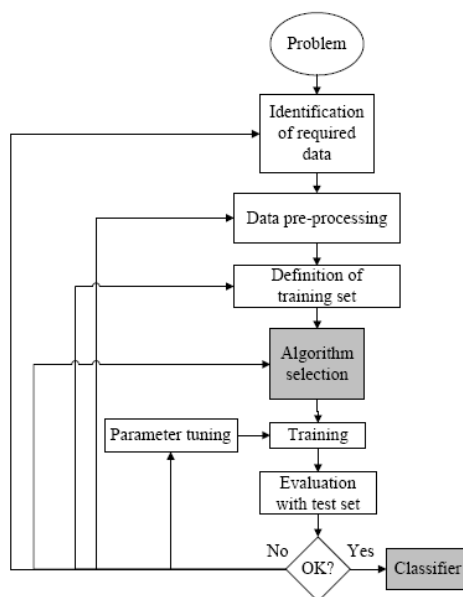 Problem
Identification
of required
data
Data pre-processing
Definition of
training set
Algorithm
selection
Parameter tuning
Training
Evaluation
with test set
No
OK?
Yes
Classifier